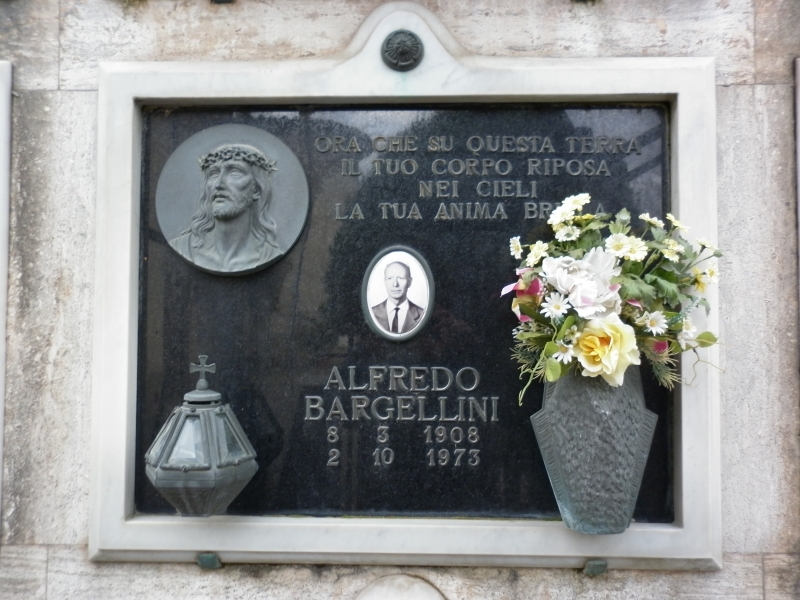 ORA CHE SU QUESTA TERRA
IL TUO CORPO RIPOSA
NEI CIELI
LA TUA ANIMA
ALFREDO
BARGELLINI
8 3 1908
2 10 1973